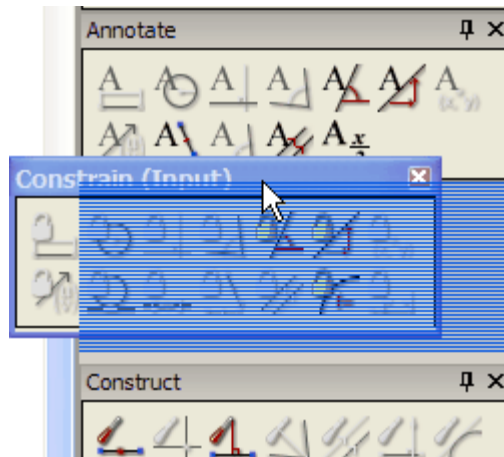 Annotate
A A A A A A A
(x,y)
A A A A A x
Constrain (Input)
Construct